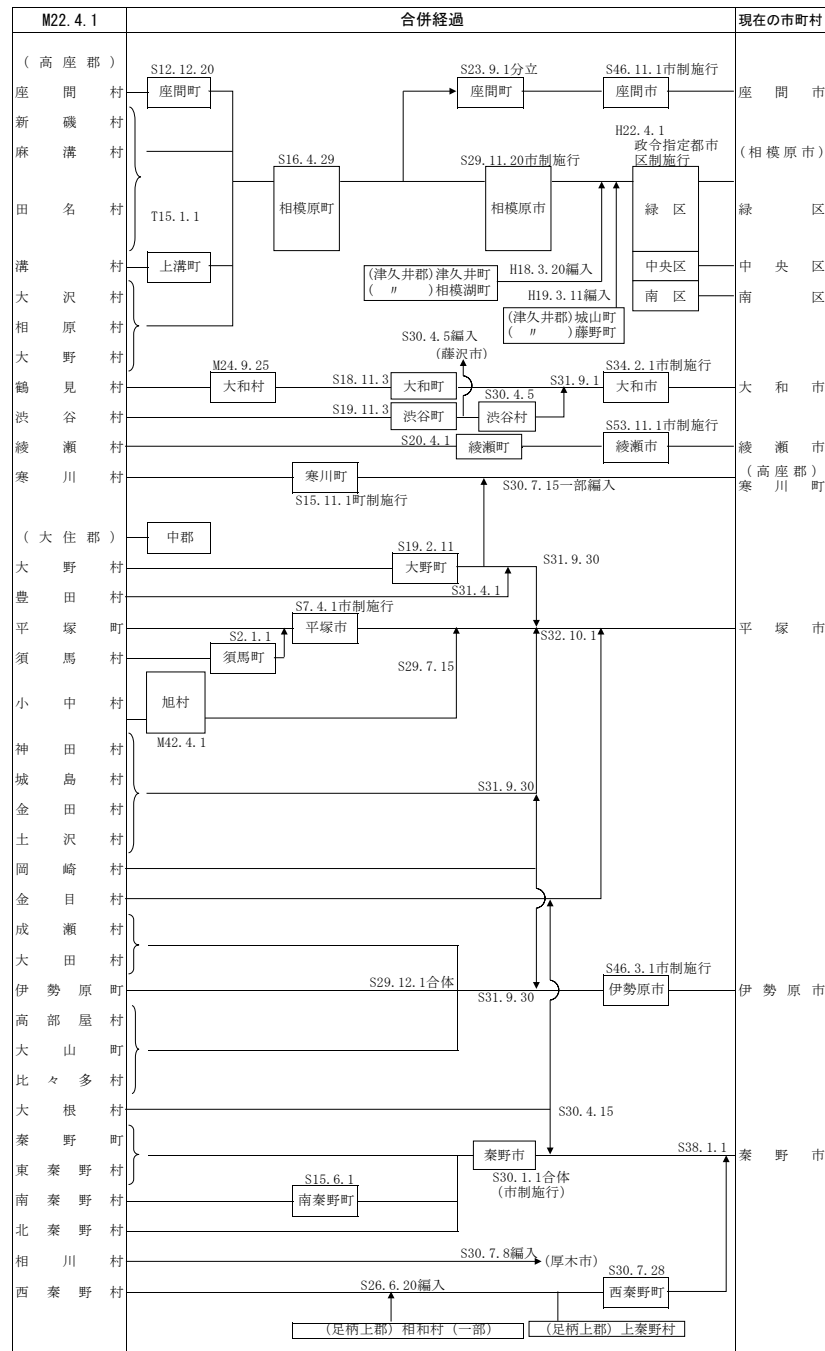 M22.4.1 合併経過 現在の市町村
(高座郡) S12.12.20 S23.9.1分立 S46.11.1市制施行
座間村 座間町 座間町 座間市 座間市
新磯村
H22.4.1
政令指定都市
区制施行
麻溝村 S16.4.29 S29.11.20市制施行 (相模原市)
田名村 T15.1.1 相模原町 相模原市 緑区 緑区
溝村 上溝町 中央区 中央区
(津久井郡)津久井町 H18.3.20編入
(〃)相模湖町
大沢村 H19.3.11編入 南区 南区
相原村 (津久井郡)城山町
(〃)藤野町
S30.4.5編入
大野村 (藤沢市)
M24.9.25 S34.2.1市制施行
鶴見村 大和村 S18.11.3 大和町 S31.9.1 大和市 大和市
S30.4.5
渋谷村 S19.11.3 渋谷町 渋谷村
S53.11.1市制施行
綾瀬村 S20.4.1 綾瀬町 綾瀬市 綾瀬市
(高座郡)
寒川村 寒川町 S30.7.15一部編入 寒川町
S15.11.1町制施行
(大住郡) 中郡
S19.2.11
大野村 大野町 S31.9.30
豊田村 S31.4.1
S7.4.1市制施行
平塚町 平塚市 S32.10.1 平塚市
S2.1.1
須馬村 須馬町 S29.7.15
小中村 旭村
M42.4.1
神田村
城島村 S31.9.30
金田村
土沢村
岡崎村
金目村
成瀬村
大田村 S46.3.1市制施行
伊勢原町 S29.12.1合体 S31.9.30 伊勢原市 伊勢原市
高部屋村
大山町
比々多村
大根村 S30.4.15
秦野町 秦野市 S38.1.1 秦野市
東秦野村 S15.6.1 S30.1.1合体
(市制施行)
南秦野村 南秦野町
北秦野村
相川村 S30.7.8編入 (厚木市)
S26.6.20編入 S30.7.28
西秦野村 西秦野町
(足柄上郡)相和村(一部) (足柄上郡)上秦野村